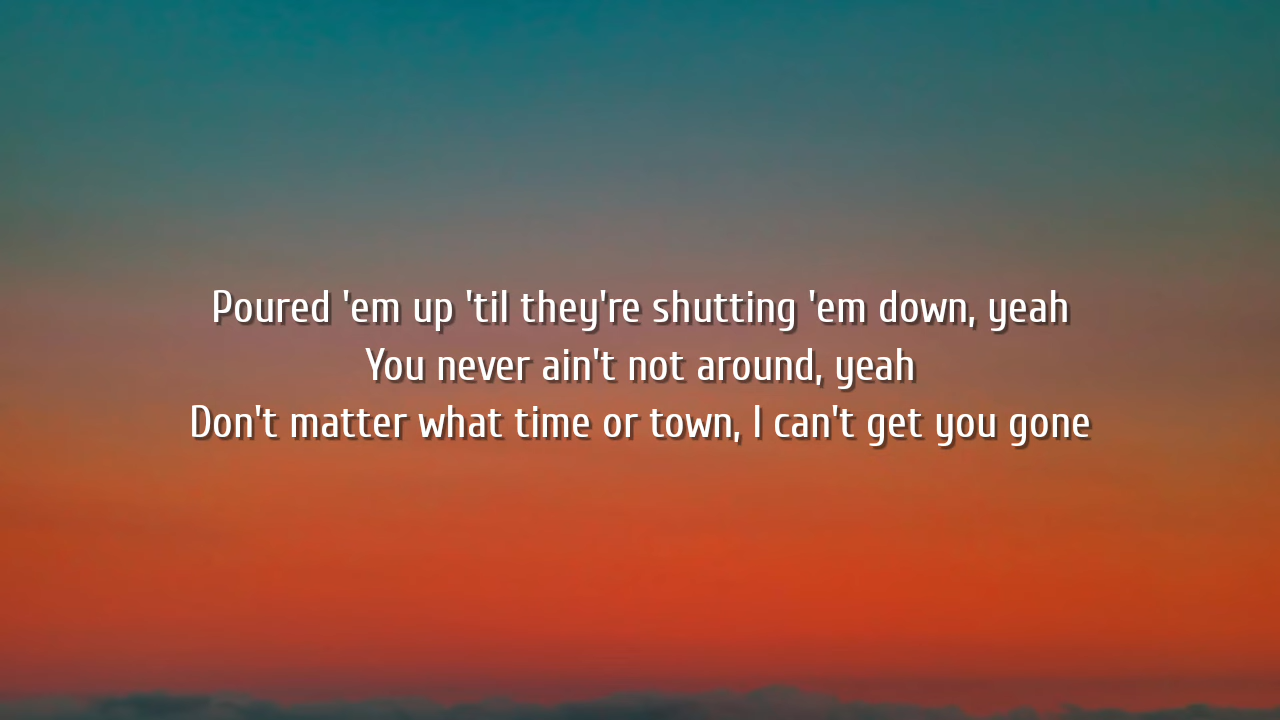 Poured 'em up 'til they're shutting 'em down, yeah
You never ain't not around, yeah
Don't matter what time or town, I can't get you gone